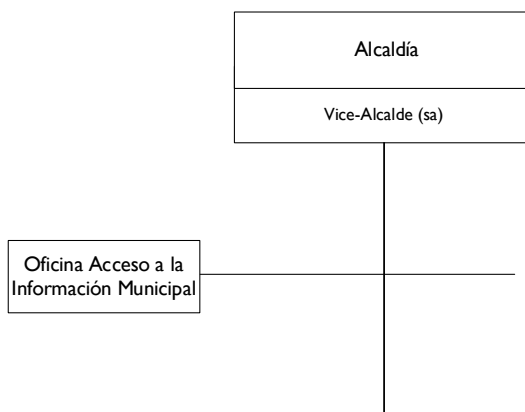 Alcaldía
Vice-Alcalde (sa)
Oficina Acceso a la
Información Municipal